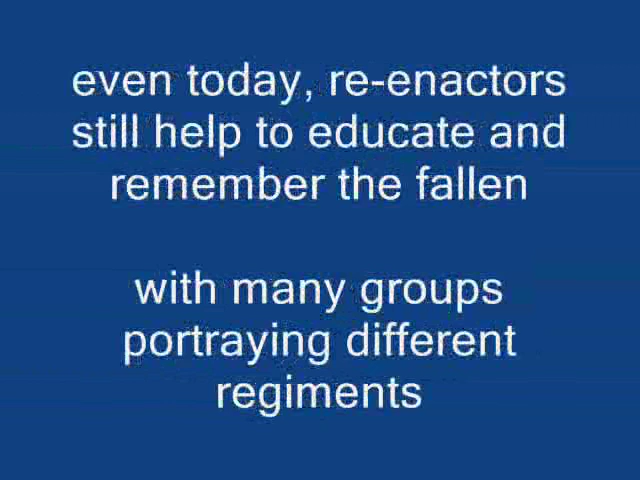 even today, re-enactors
still help to educate and
remember the fallen
with many groups
portraying different
regiments